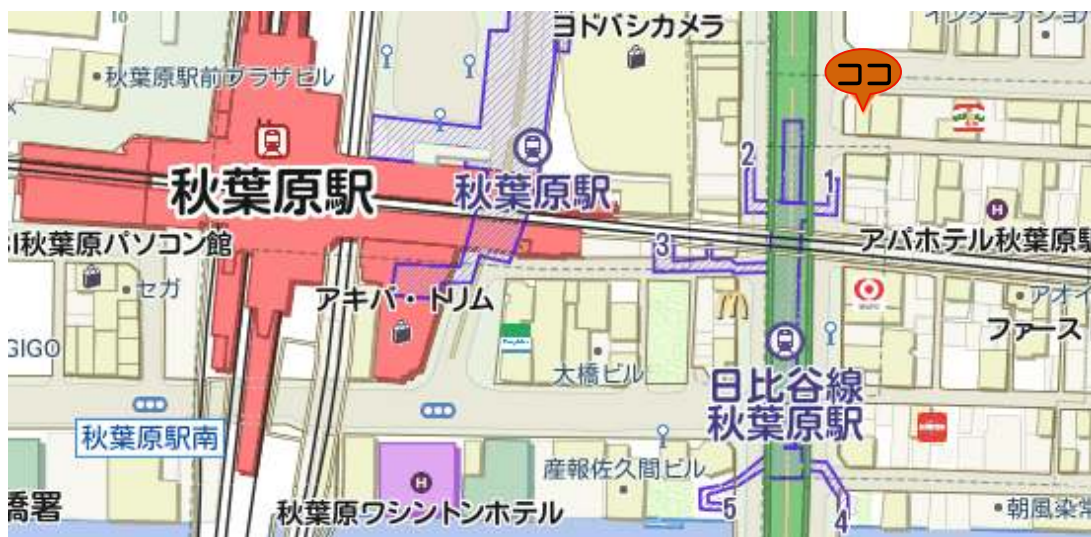 10
ヨドバシカメラ
秋葉原駅前プラザビル
ココ
秋葉原駅
秋葉原駅
2
1
3
アパホテル秋葉原駅
I秋葉原パソコン館
セガ
アキバ・トリム
GIGO
大橋ビル
ファース
日比谷線
秋葉原駅
秋葉原駅南
産報佐久間ビル
橋署
秋葉原ワシントンホテル
5
4
朝風染